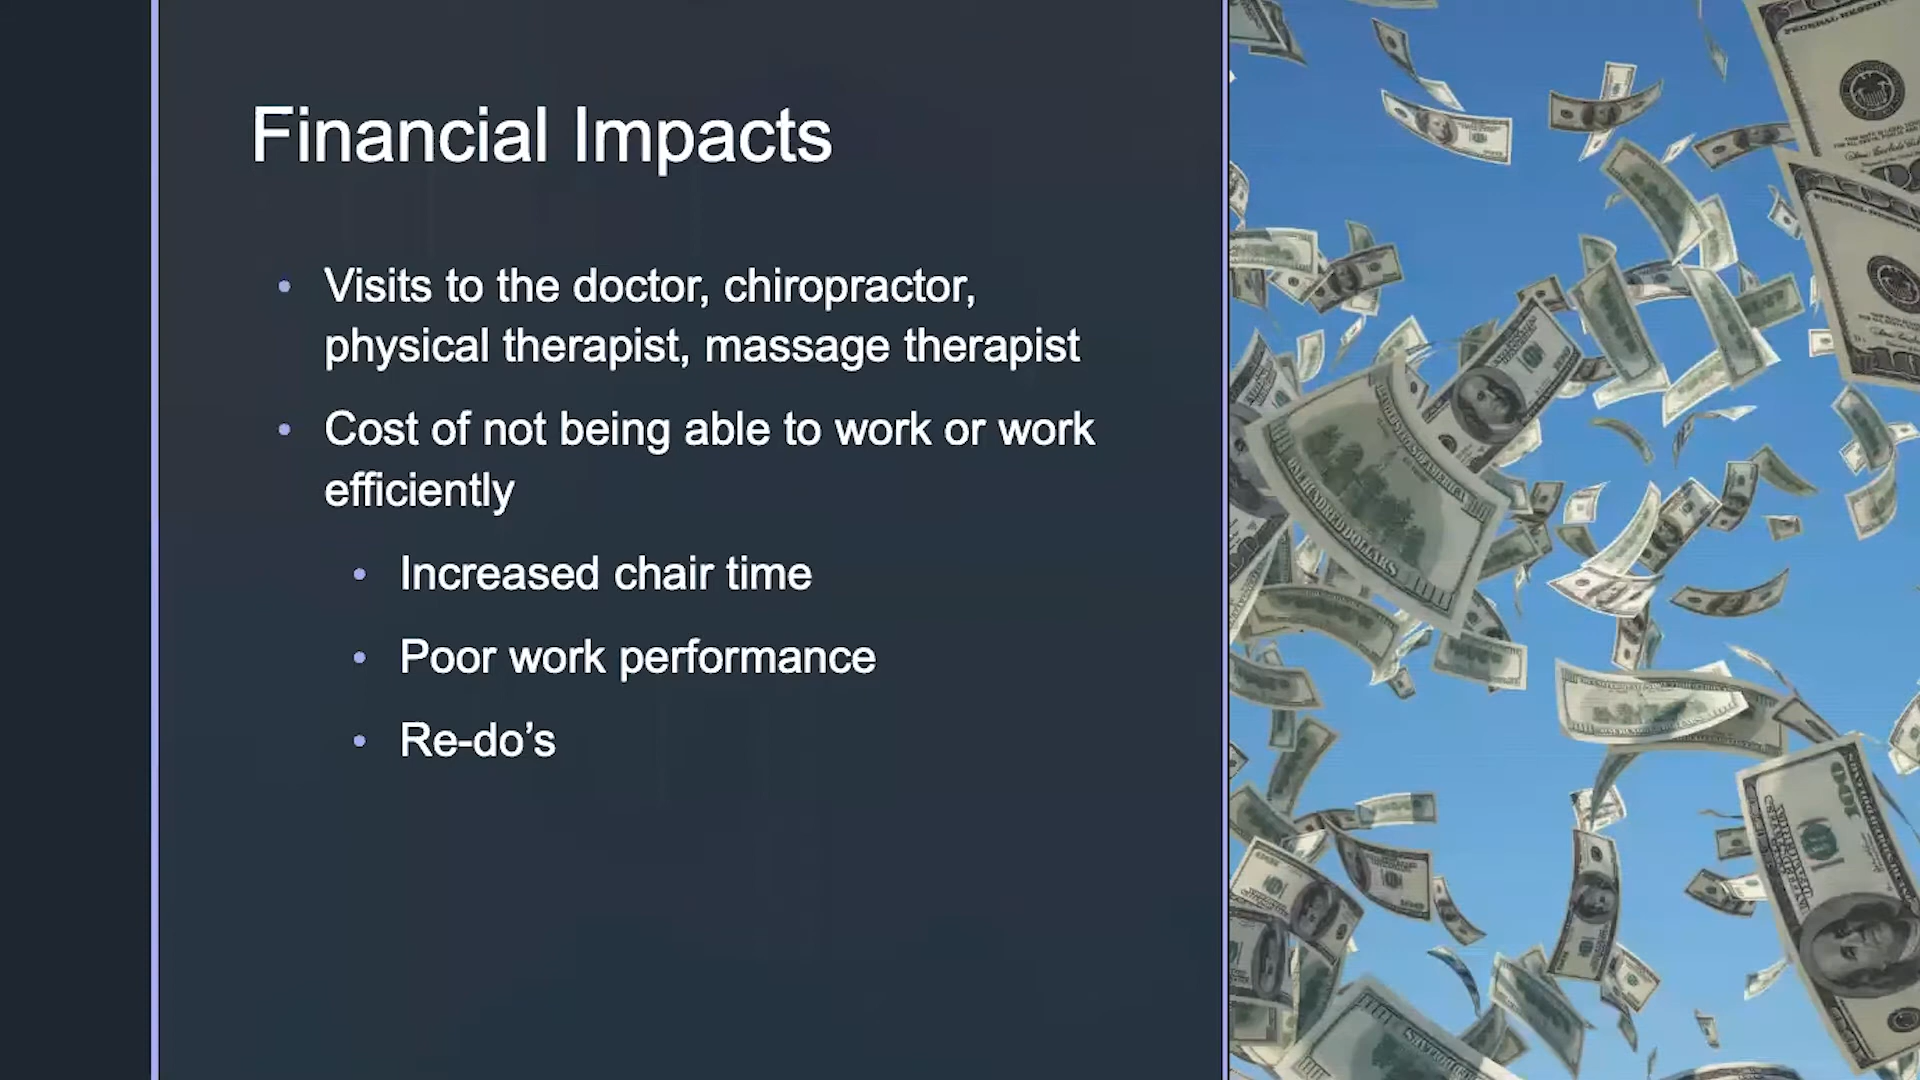 Financial Impacts
Visits to the doctor, chiropractor,
physical therapist, massage therapist
Cost of not being able to work or work
efficiently
Increased chair time
Poor work performance
Re-do’s